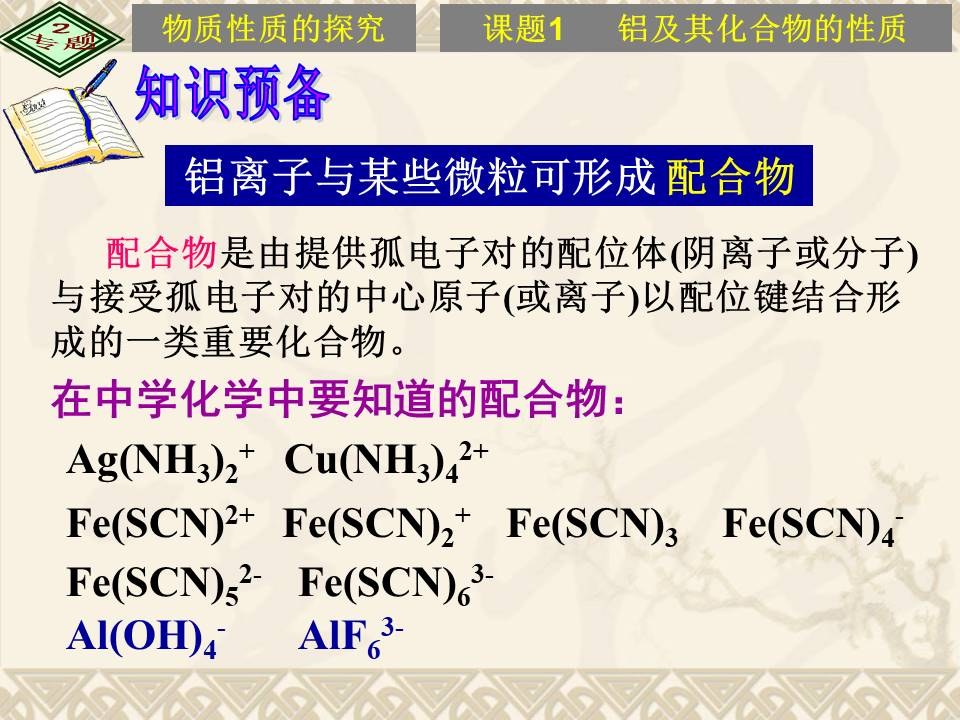 2
专题
物质性质的探究
课题1 铝及其化合物的性质
知识预备
铝离子与某些微粒可形成 配合物
配合物是由提供孤电子对的配位体(阴离子或分子)
与接受孤电子对的中心原子(或离子)以配位键结合形
成的一类重要化合物。
在中学化学中要知道的配合物：
Ag(NH₃)₂⁺ Cu(NH₃)₄²⁺
Fe(SCN)²⁺ Fe(SCN)₂⁺ Fe(SCN)₃ Fe(SCN)₄⁻
Fe(SCN)₅²⁻ Fe(SCN)₆³⁻
Al(OH)₄⁻ AlF₆³⁻